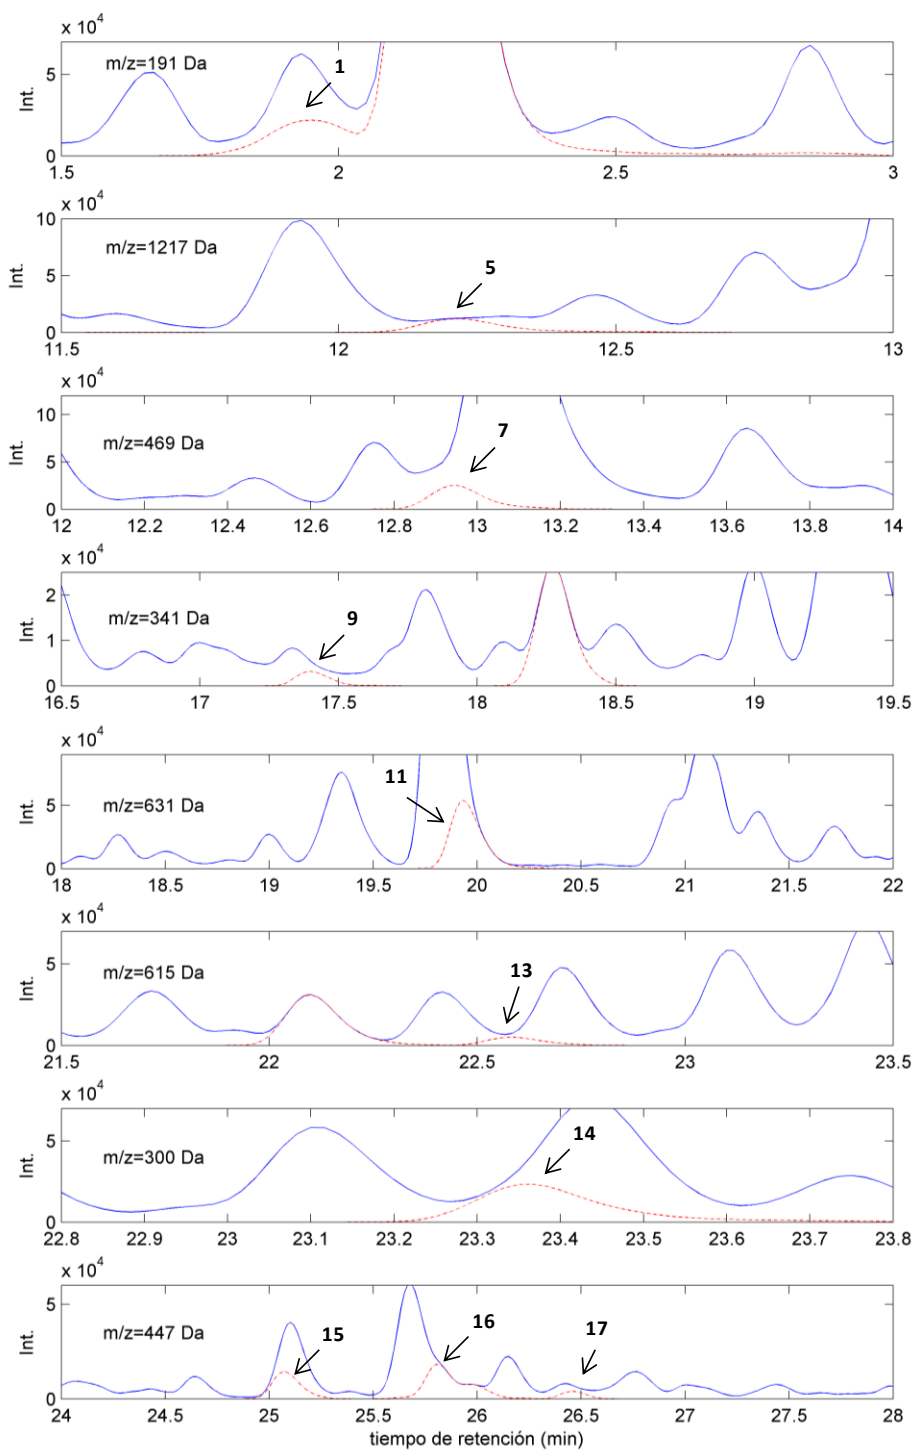 x 10^4
m/z=191 Da
1
5
0
Int.
1.5 2 2.5 3
x 10^4
10
m/z=1217 Da
5
5
0
Int.
11.5 12 12.5 13
x 10^4
10
m/z=469 Da
7
5
0
Int.
12 12.2 12.4 12.6 12.8 13 13.2 13.4 13.6 13.8 14
x 10^4
2
m/z=341 Da
9
1
0
Int.
16.5 17 17.5 18 18.5 19 19.5
x 10^4
11
m/z=631 Da
5
0
Int.
18 18.5 19 19.5 20 20.5 21 21.5 22
x 10^4
m/z=615 Da
13
5
0
Int.
21.5 22 22.5 23 23.5
x 10^4
14
m/z=300 Da
5
0
Int.
22.8 22.9 23 23.1 23.2 23.3 23.4 23.5 23.6 23.7 23.8
x 10^4
m/z=447 Da
15
16
17
5
0
Int.
24 24.5 25 25.5 26 26.5 27 27.5 28
tiempo de retención (min)